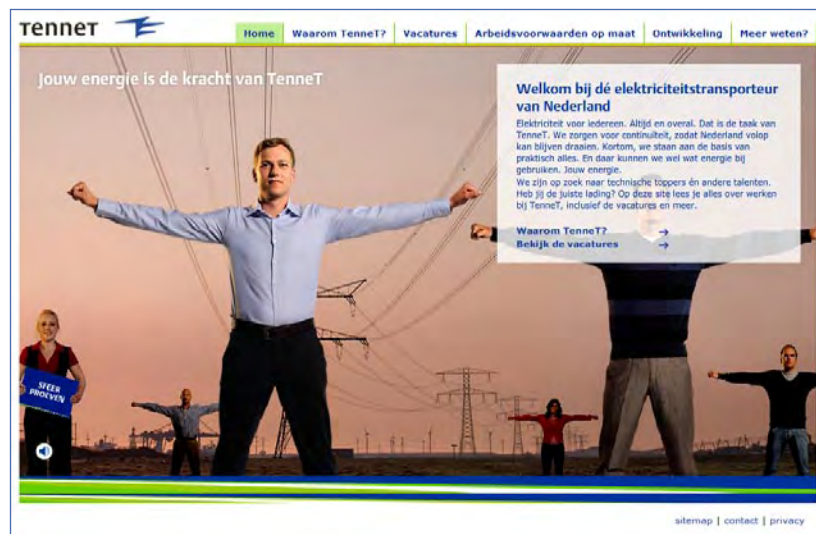 TenneT
Home Waarom TenneT? Vacatures Arbeidsvoorwaarden op maat Ontwikkeling Meer weten?
Jouw energie is de kracht van TenneT
Welkom bij dé elektriciteitstransporteur
van Nederland
Elektriciteit voor iedereen. Altijd en overal. Dat is de taak van
TenneT. We zorgen voor continuïteit, zodat Nederland volop
kan blijven draaien. Kortom, we staan aan de basis van
praktisch alles. En daar kunnen we wel wat energie bij
gebruiken. Jouw energie.
We zijn op zoek naar technische toppers én andere talenten.
Heb jij de juiste lading? Op deze site lees je alles over werken
bij TenneT, inclusief de vacatures en meer.
Waarom TenneT? →
Bekijk de vacatures →
SFEER
PROEVEN
sitemap | contact | privacy